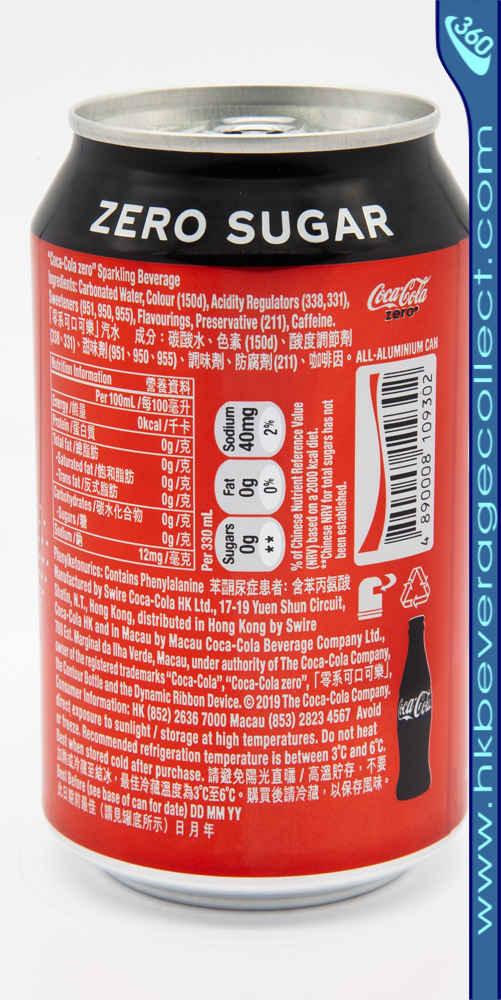 ZERO SUGAR
"Coca-Cola zero" Sparkling Beverage
Ingredients: Carbonated Water, Colour (150d), Acidity Regulators (338,331),
Sweeteners (951, 950, 955), Flavourings, Preservative (211), Caffeine.
「零系可口可樂」汽水 成分：碳酸水、色素 (150d)、酸度調節劑
(338、331)、甜味劑(951、950、955)、調味劑、防腐劑(211)、咖啡因。
Coca-Cola
zero
ALL-ALUMINIUM CAN
Nutrition Information 營養資料
Per 100mL /每100毫升
Energy /能量 0kcal /千卡
Protein /蛋白質 0g /克
Total fat /總脂肪 0g /克
-Saturated fat /飽和脂肪 0g /克
-Trans fat /反式脂肪 0g /克
Carbohydrates /碳水化合物 0g /克
-Sugars /糖 0g /克
Sodium /鈉 12mg /毫克
Per 330 mL
Sugars 0g **
Fat 0g 0%
Sodium 40mg 2%
% of Chinese Nutrient Reference Value
(NRV) based on a 2000 kcal diet.
**Chinese NRV for total sugars has not
been established.
4 890008 109302
Phenylketonurics: Contains Phenylalanine 苯酮尿症患者: 含苯丙氨酸
Manufactured by Swire Coca-Cola HK Ltd., 17-19 Yuen Shun Circuit,
Shatin, N.T., Hong Kong, distributed in Hong Kong by Swire
Coca-Cola HK and in Macau by Macau Coca-Cola Beverage Company Ltd.,
780 Est. Marginal da Ilha Verde, Macau, under authority of The Coca-Cola Company,
owner of the registered trademarks "Coca-Cola", "Coca-Cola zero", 「零系可口可樂」,
the Contour Bottle and the Dynamic Ribbon Device. © 2019 The Coca-Cola Company.
Consumer Information: HK (852) 2636 7000 Macau (853) 2823 4567 Avoid
direct exposure to sunlight / storage at high temperatures. Do not heat
or freeze. Recommended refrigeration temperature is between 3°C and 6°C.
Best when stored cold after purchase. 請避免陽光直曬 / 高溫貯存，不要
加熱或冷藏至結冰，最佳冷藏溫度為3℃至6℃。購買後請冷藏，以保存風味。
Best Before (see base of can for date) DD MM YY
此日期前最佳（請見罐底所示）日 月 年
Coca-Cola
360
www.hkbeveragecollect.com